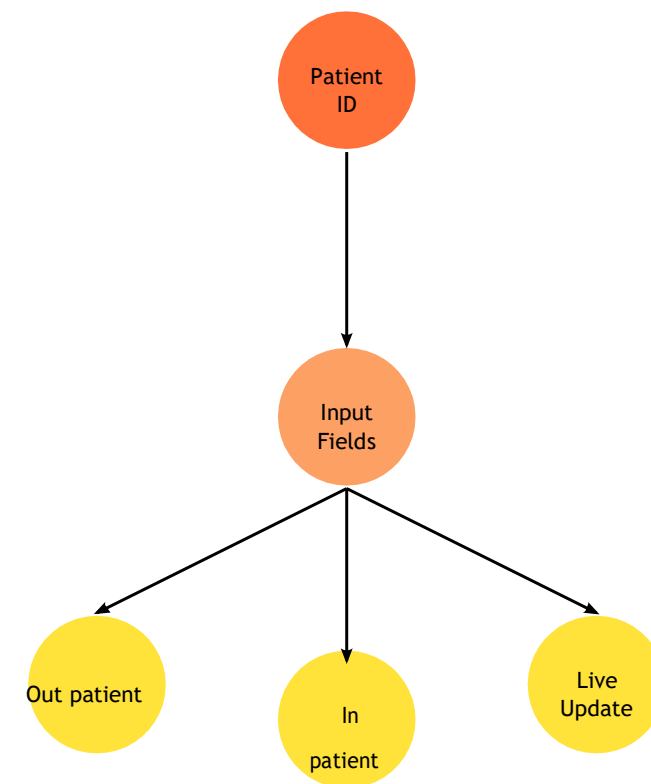 Patient
ID
Input
Fields
Out patient
In
patient
Live
Update